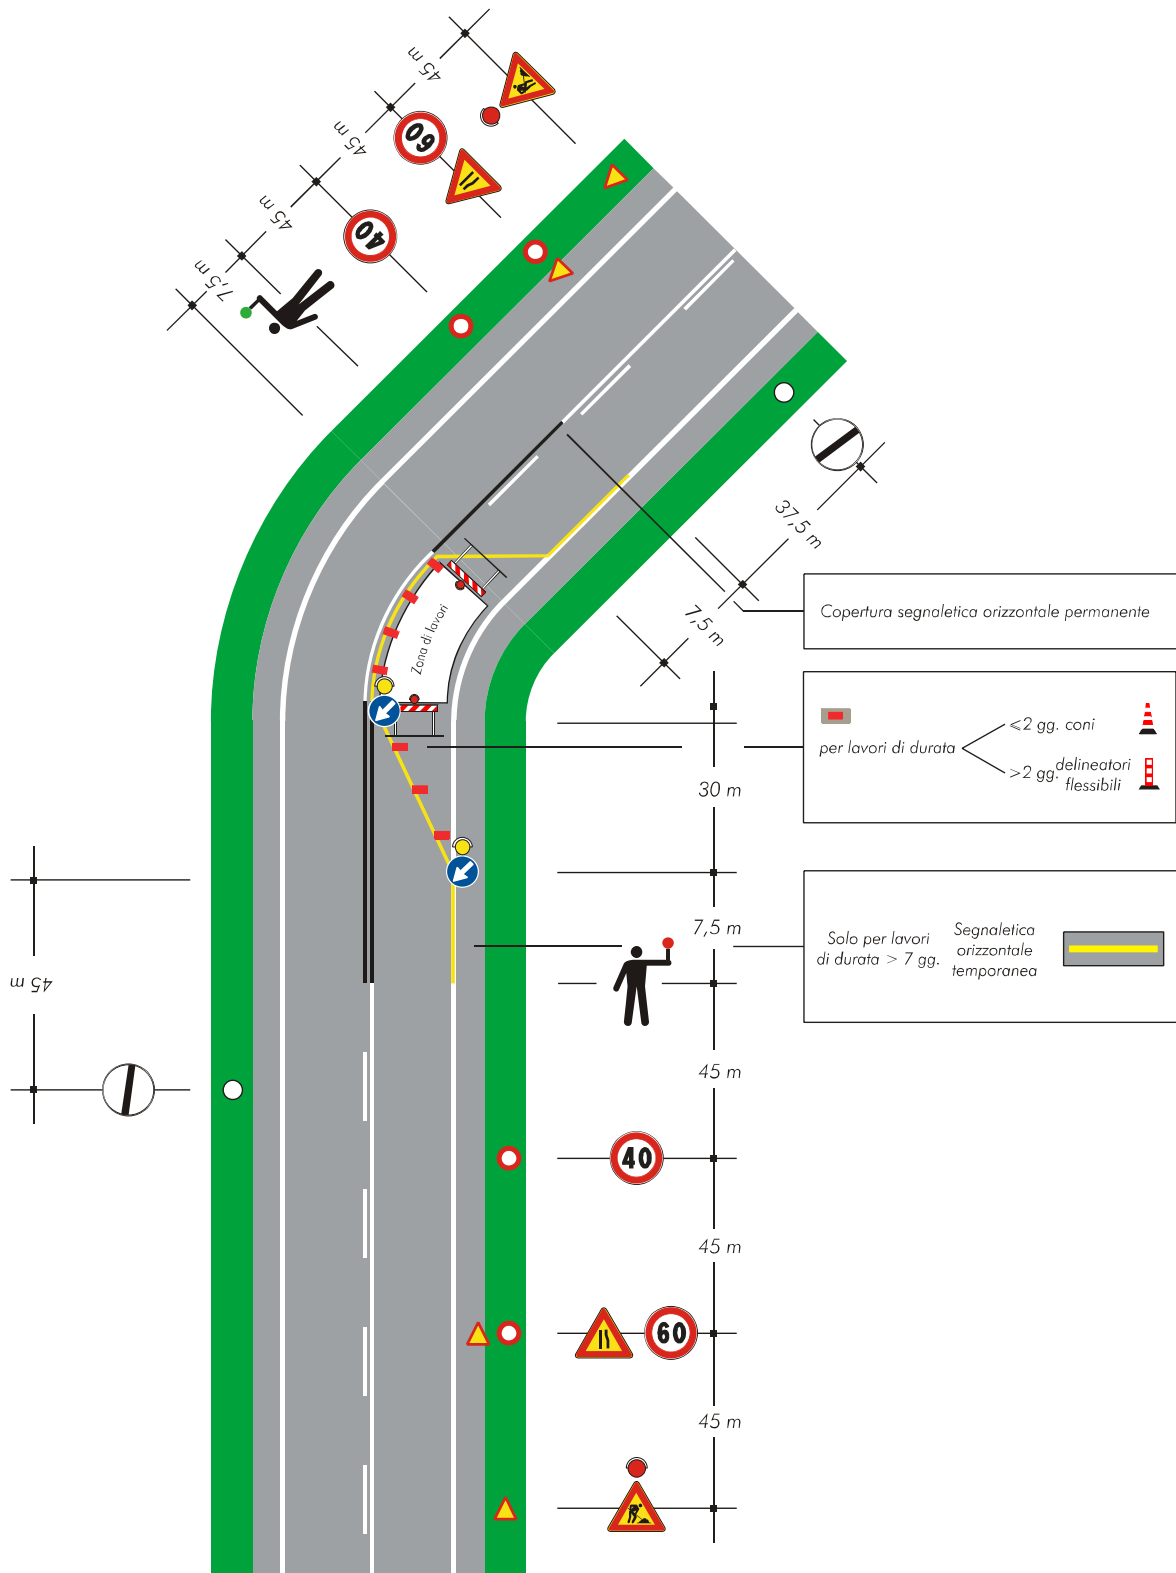 45 m
60
45 m
40
45 m
7,5 m
37,5 m
7,5 m
Copertura segnaletica orizzontale permanente
Zona di lavori
per lavori di durata
≤2 gg. coni
>2 gg. delineatori
flessibili
30 m
7,5 m
Solo per lavori
di durata > 7 gg.
Segnaletica
orizzontale
temporanea
45 m
45 m
40
45 m
60
45 m